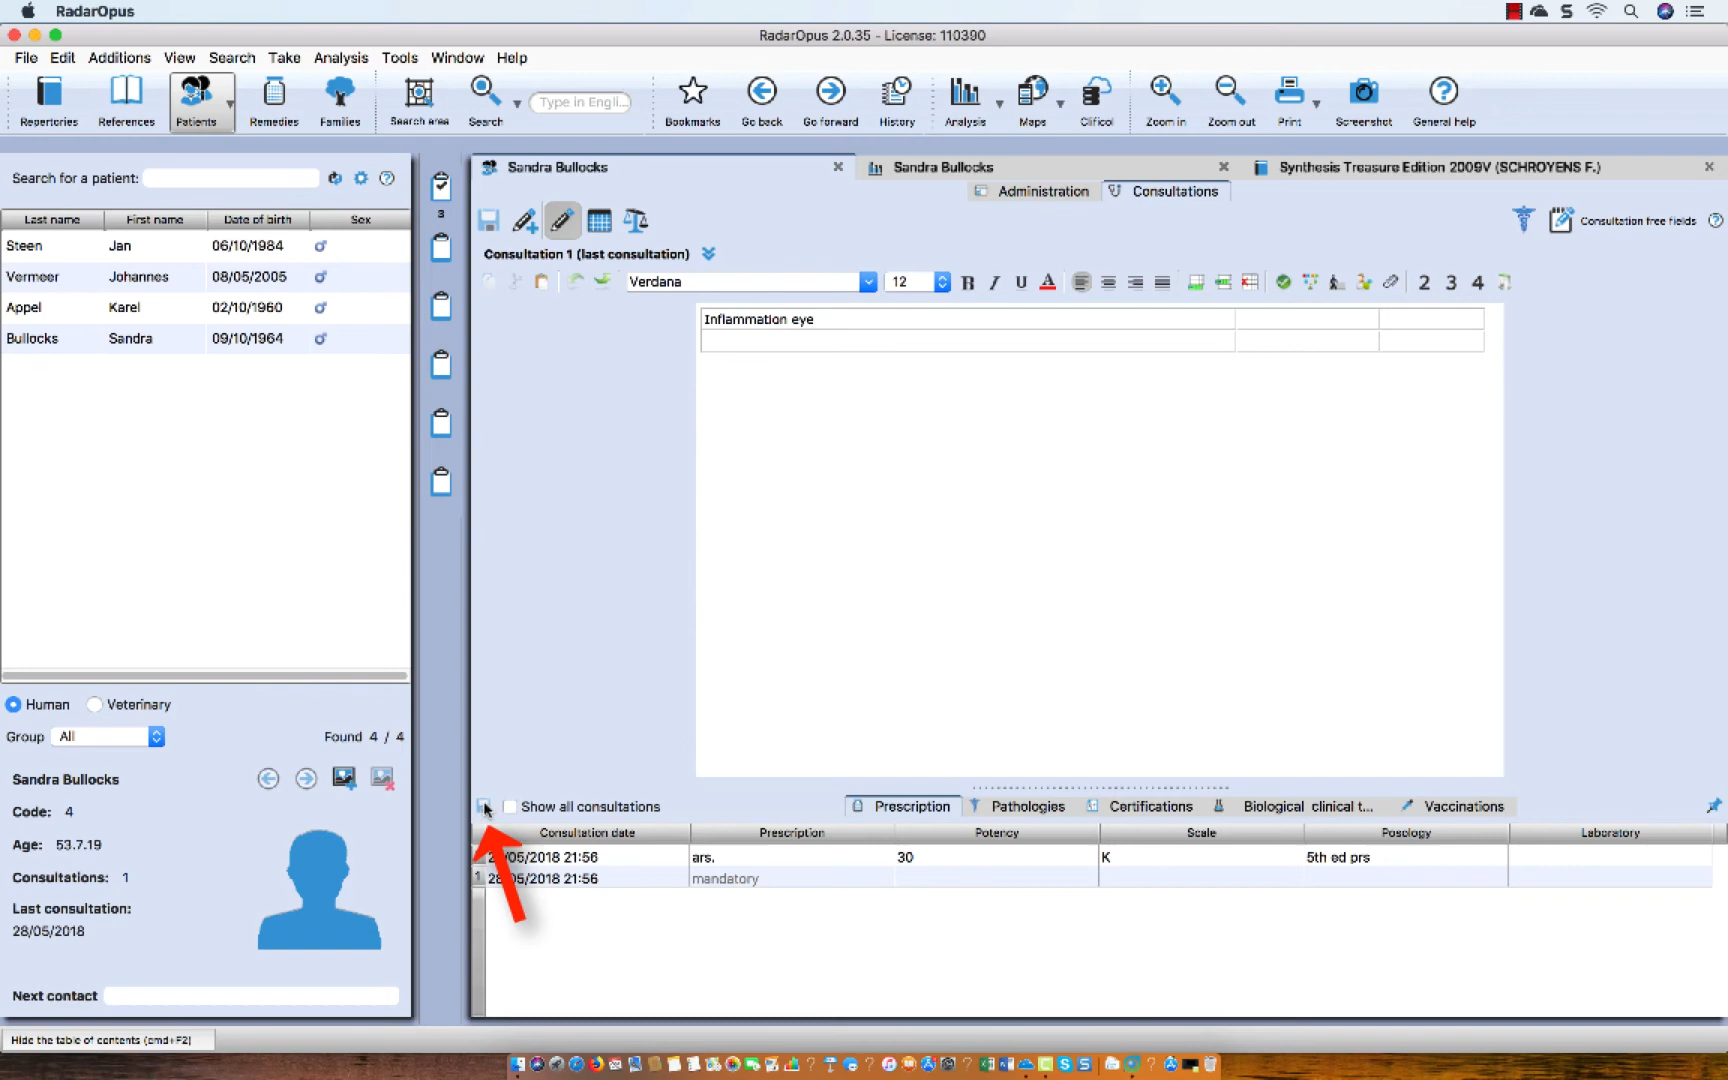 RadarOpus
RadarOpus 2.0.35 - License: 110390
File Edit Additions View Search Take Analysis Tools Window Help
Type in Engli...
Repertories References Patients Remedies Families Search area Search Bookmarks Go back Go forward History Analysis Maps Clificol Zoom in Zoom out Print Screenshot General help
Search for a patient:
Last name First name Date of birth Sex
Steen Jan 06/10/1984
Vermeer Johannes 08/05/2005
Appel Karel 02/10/1960
Bullocks Sandra 09/10/1964
Human Veterinary
Group All Found 4 / 4
Sandra Bullocks
Code: 4
Age: 53.7.19
Consultations: 1
Last consultation:
28/05/2018
Next contact
Hide the table of contents (cmd+F2)
3
Sandra Bullocks Sandra Bullocks Synthesis Treasure Edition 2009V (SCHROYENS F.)
Administration Consultations
Consultation free fields
Consultation 1 (last consultation)
Verdana 12 B I U A 2 3 4
Inflammation eye
Show all consultations Prescription Pathologies Certifications Biological clinical t... Vaccinations
Consultation date Prescription Potency Scale Posology Laboratory
/05/2018 21:56 ars. 30 K 5th ed prs
1 28/05/2018 21:56 mandatory